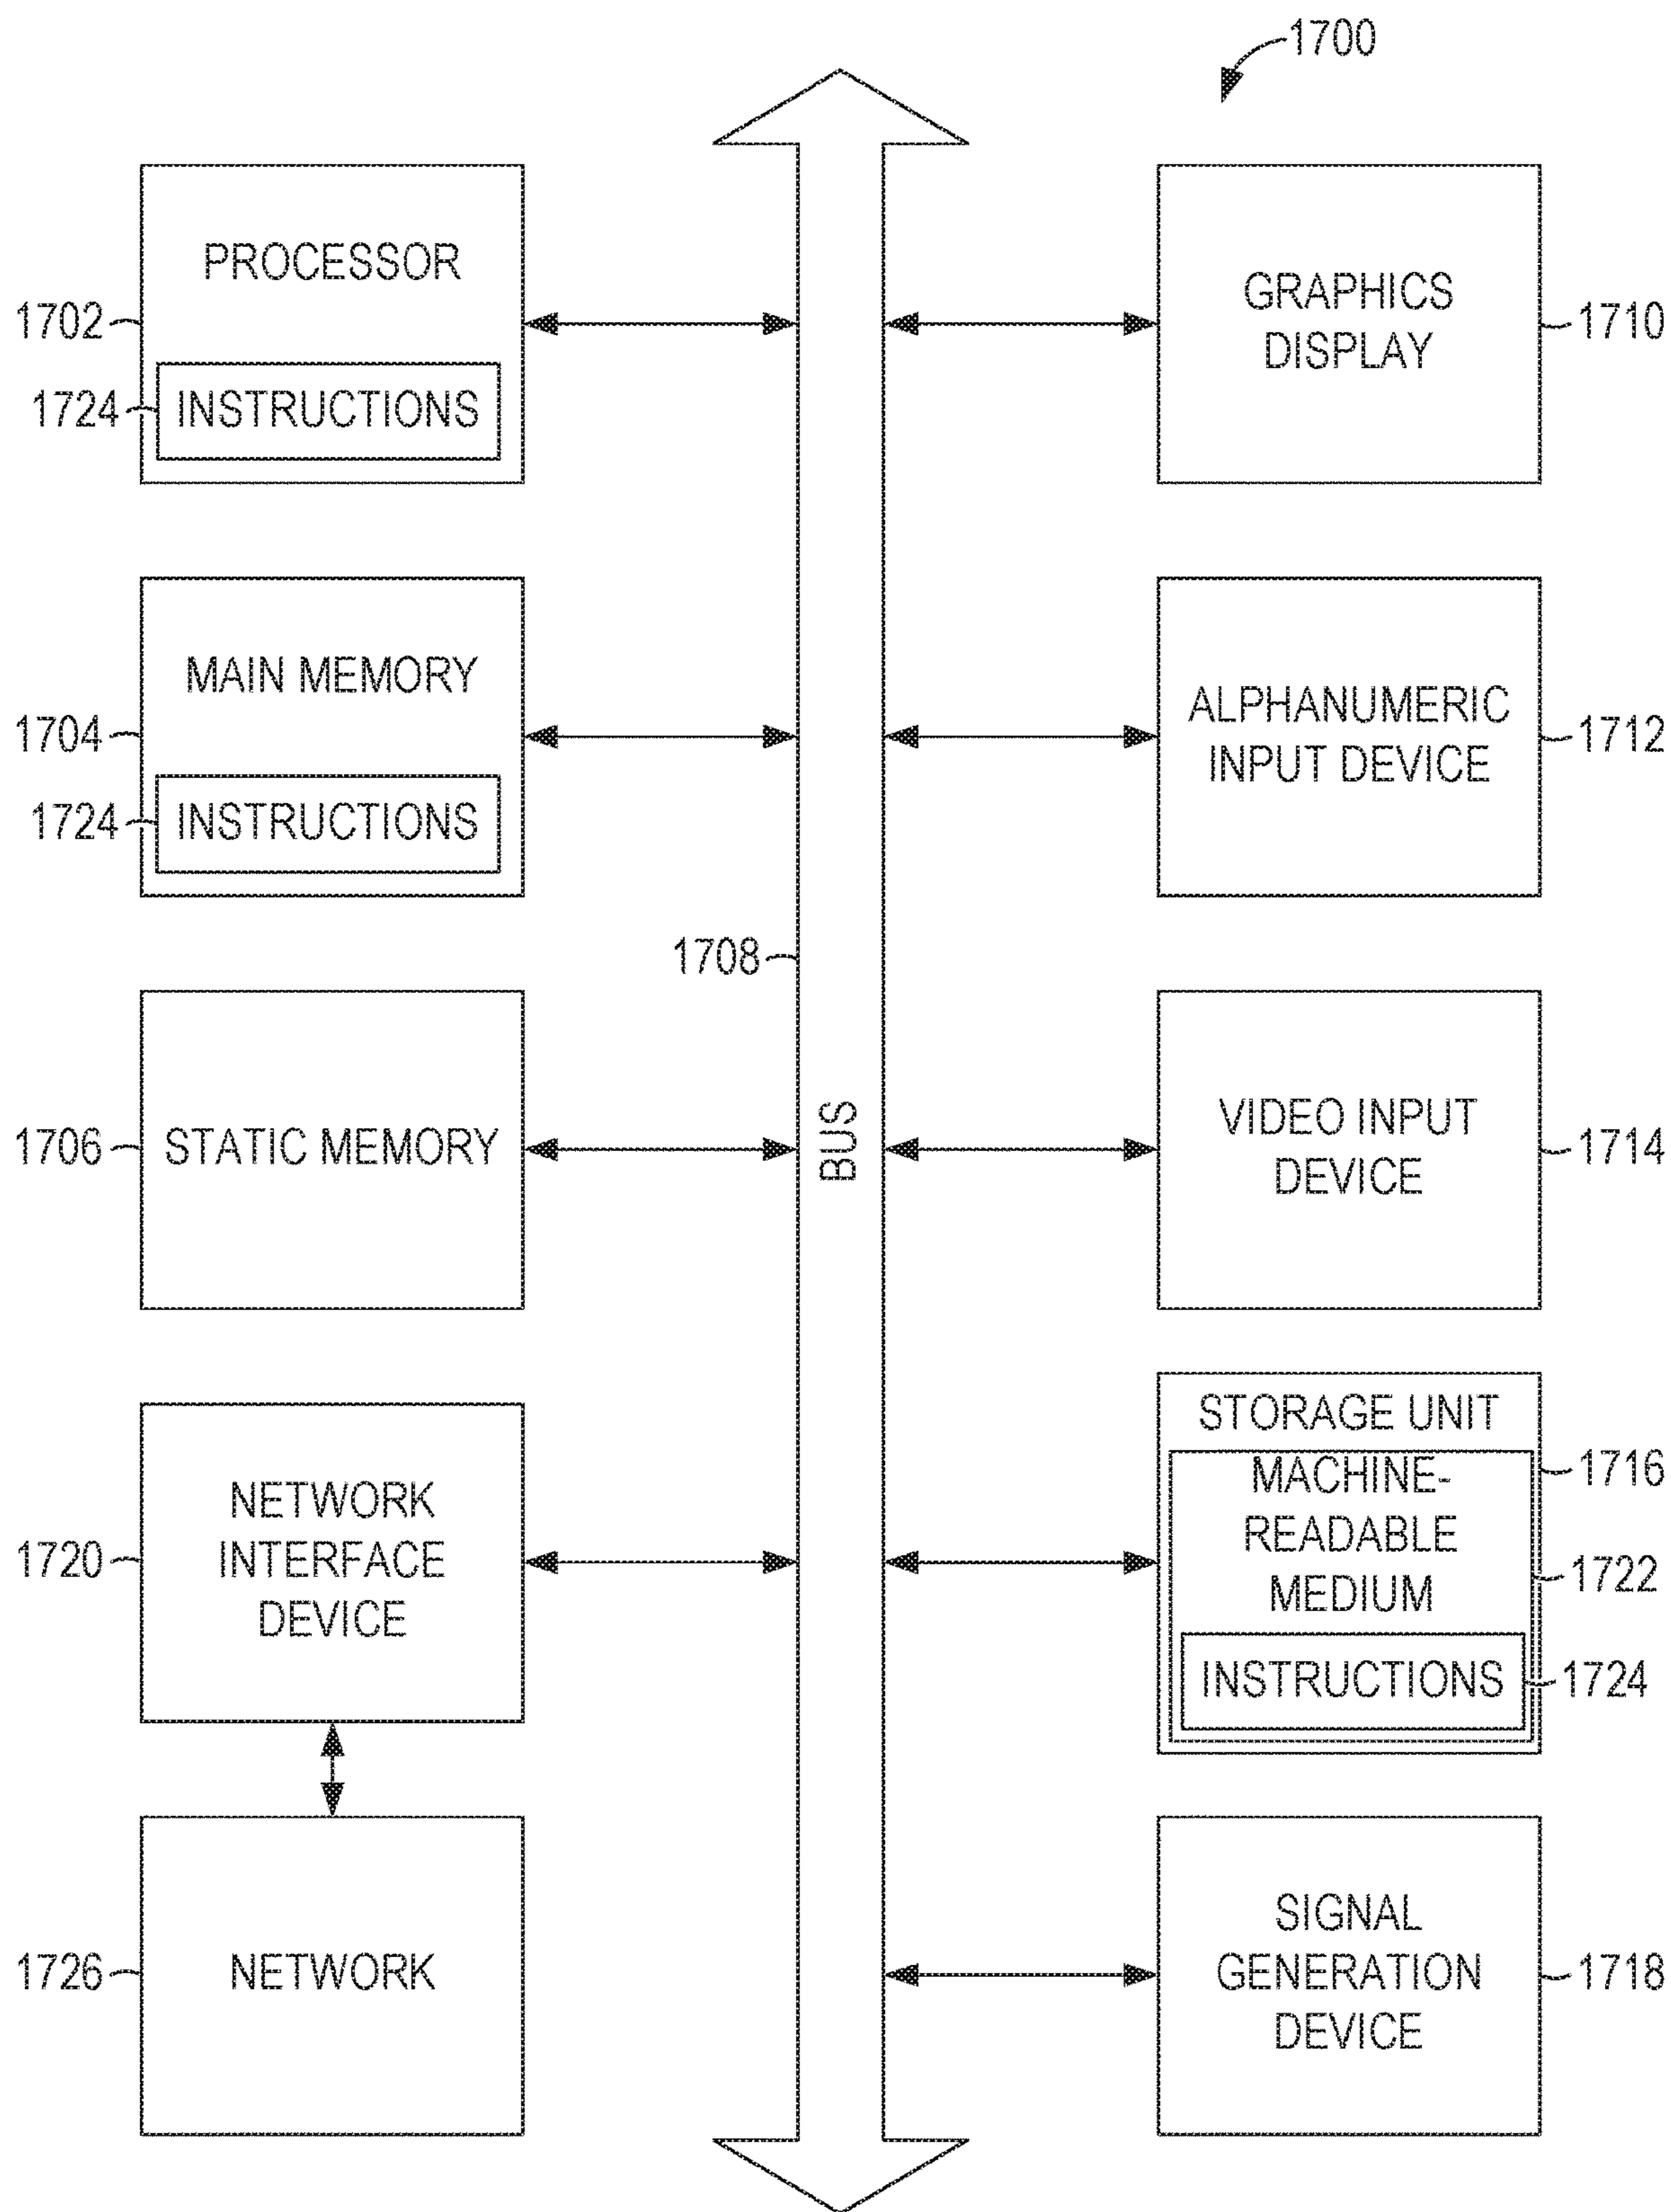 1700
PROCESSOR
1702
1724
INSTRUCTIONS
GRAPHICS
DISPLAY
1710
MAIN MEMORY
1704
1724
INSTRUCTIONS
ALPHANUMERIC
INPUT DEVICE
1712
1708
BUS
1706
STATIC MEMORY
VIDEO INPUT
DEVICE
1714
NETWORK
INTERFACE
DEVICE
1720
STORAGE UNIT
1716
MACHINE-
READABLE
MEDIUM
1722
INSTRUCTIONS
1724
1726
NETWORK
SIGNAL
GENERATION
DEVICE
1718